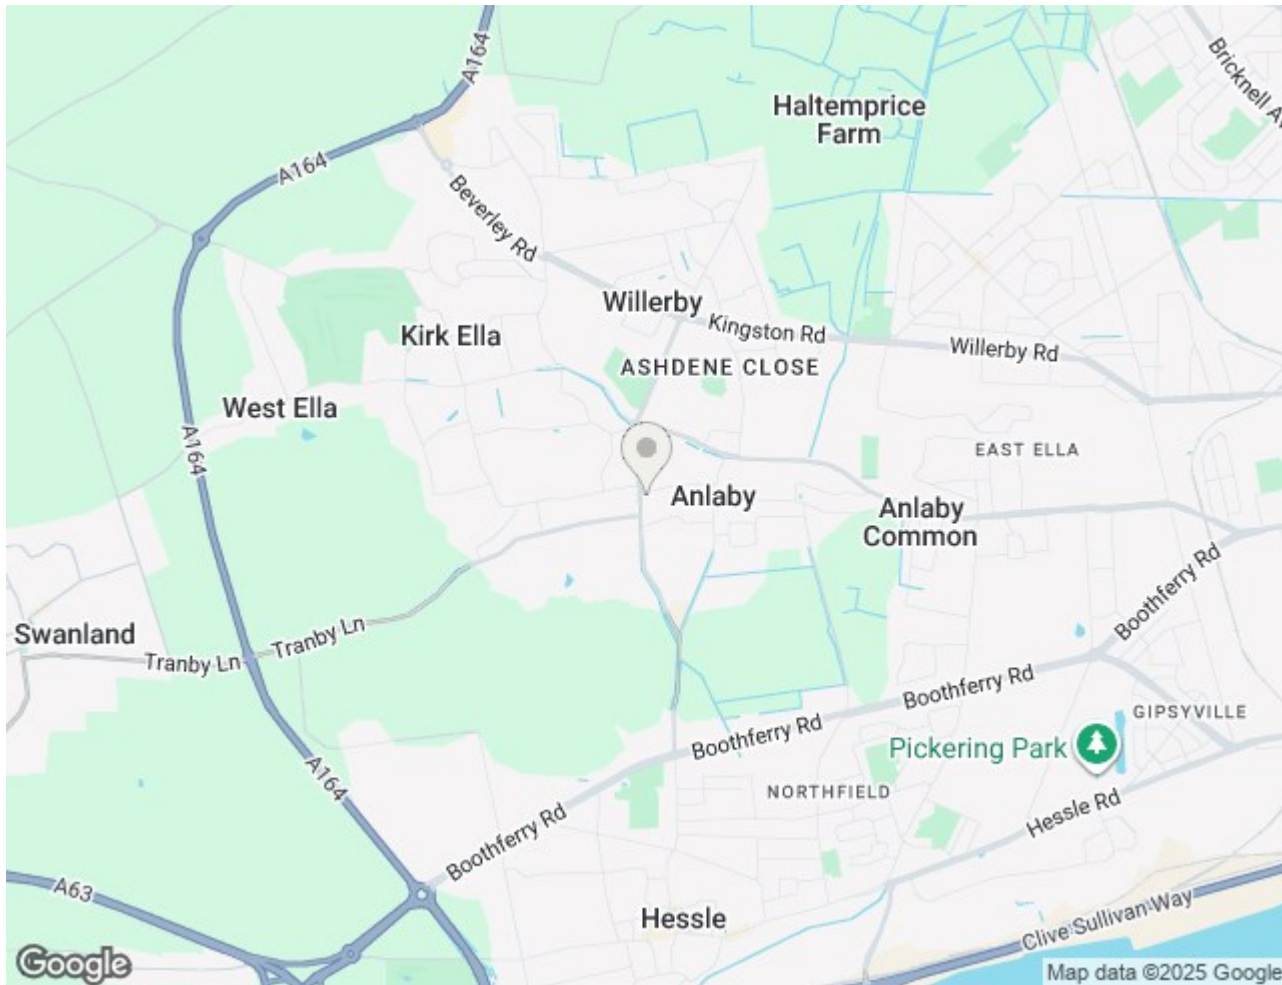 A164
Bricknell Av
Haltemprice
Farm
A164
Beverley Rd
Willerby
Kingston Rd
Kirk Ella
Willerby Rd
ASHDENE CLOSE
West Ella
A164
EAST ELLA
Anlaby
Anlaby
Common
Boothferry Rd
Swanland
Tranby Ln
Tranby Ln
Boothferry Rd
GIPSYVILLE
Boothferry Rd
Pickering Park
A164
NORTHFIELD
Hessle Rd
Boothferry Rd
A63
Hessle
Clive Sullivan Way
Google
Map data ©2025 Google